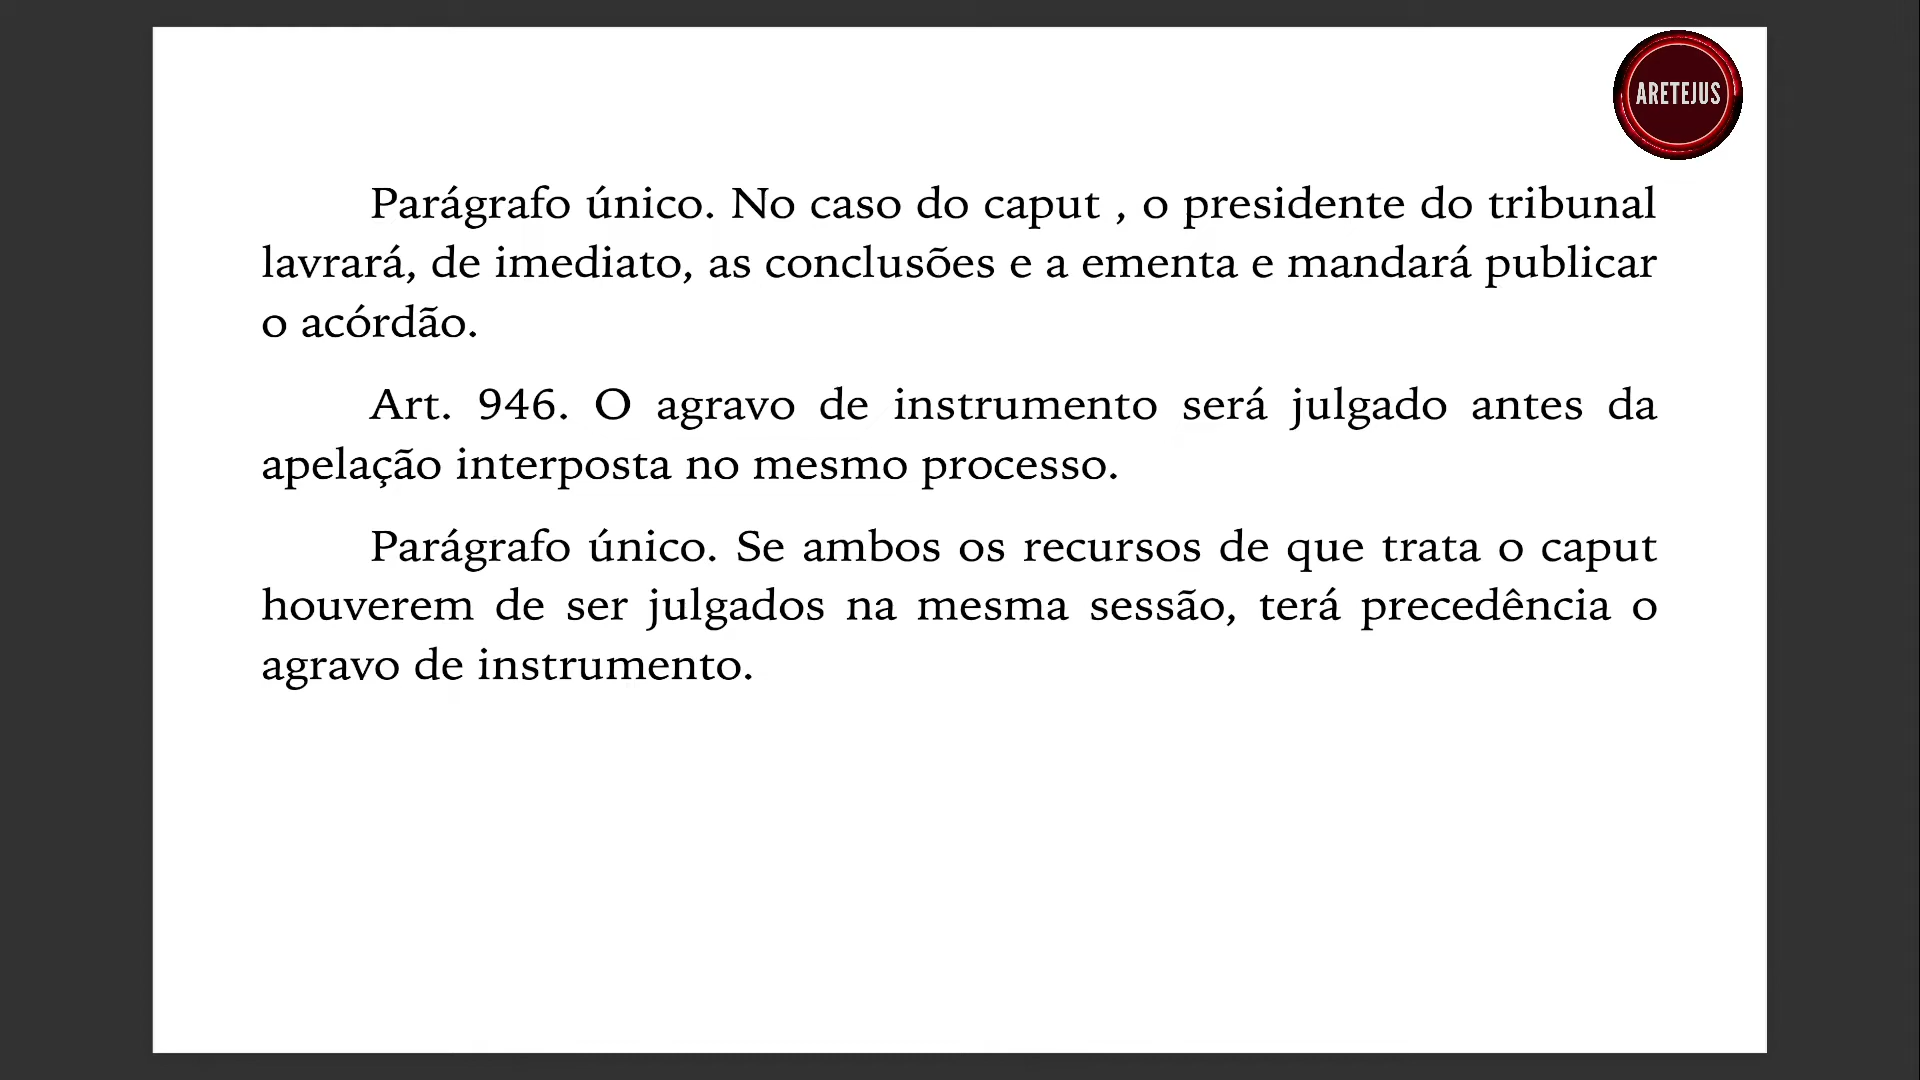 ARETEJUS
Parágrafo único. No caso do caput , o presidente do tribunal
lavrará, de imediato, as conclusões e a ementa e mandará publicar
o acórdão.
Art. 946. O agravo de instrumento será julgado antes da
apelação interposta no mesmo processo.
Parágrafo único. Se ambos os recursos de que trata o caput
houverem de ser julgados na mesma sessão, terá precedência o
agravo de instrumento.